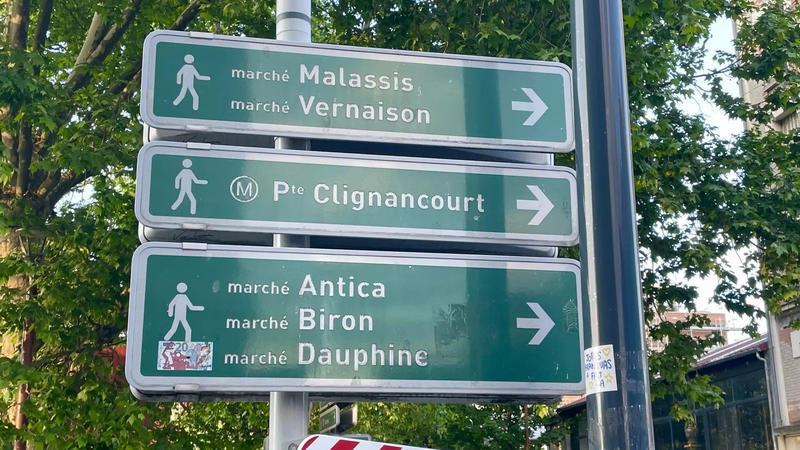 marché Malassis
marché Vernaison
M Pte Clignancourt
marché Antica
marché Biron
marché Dauphine